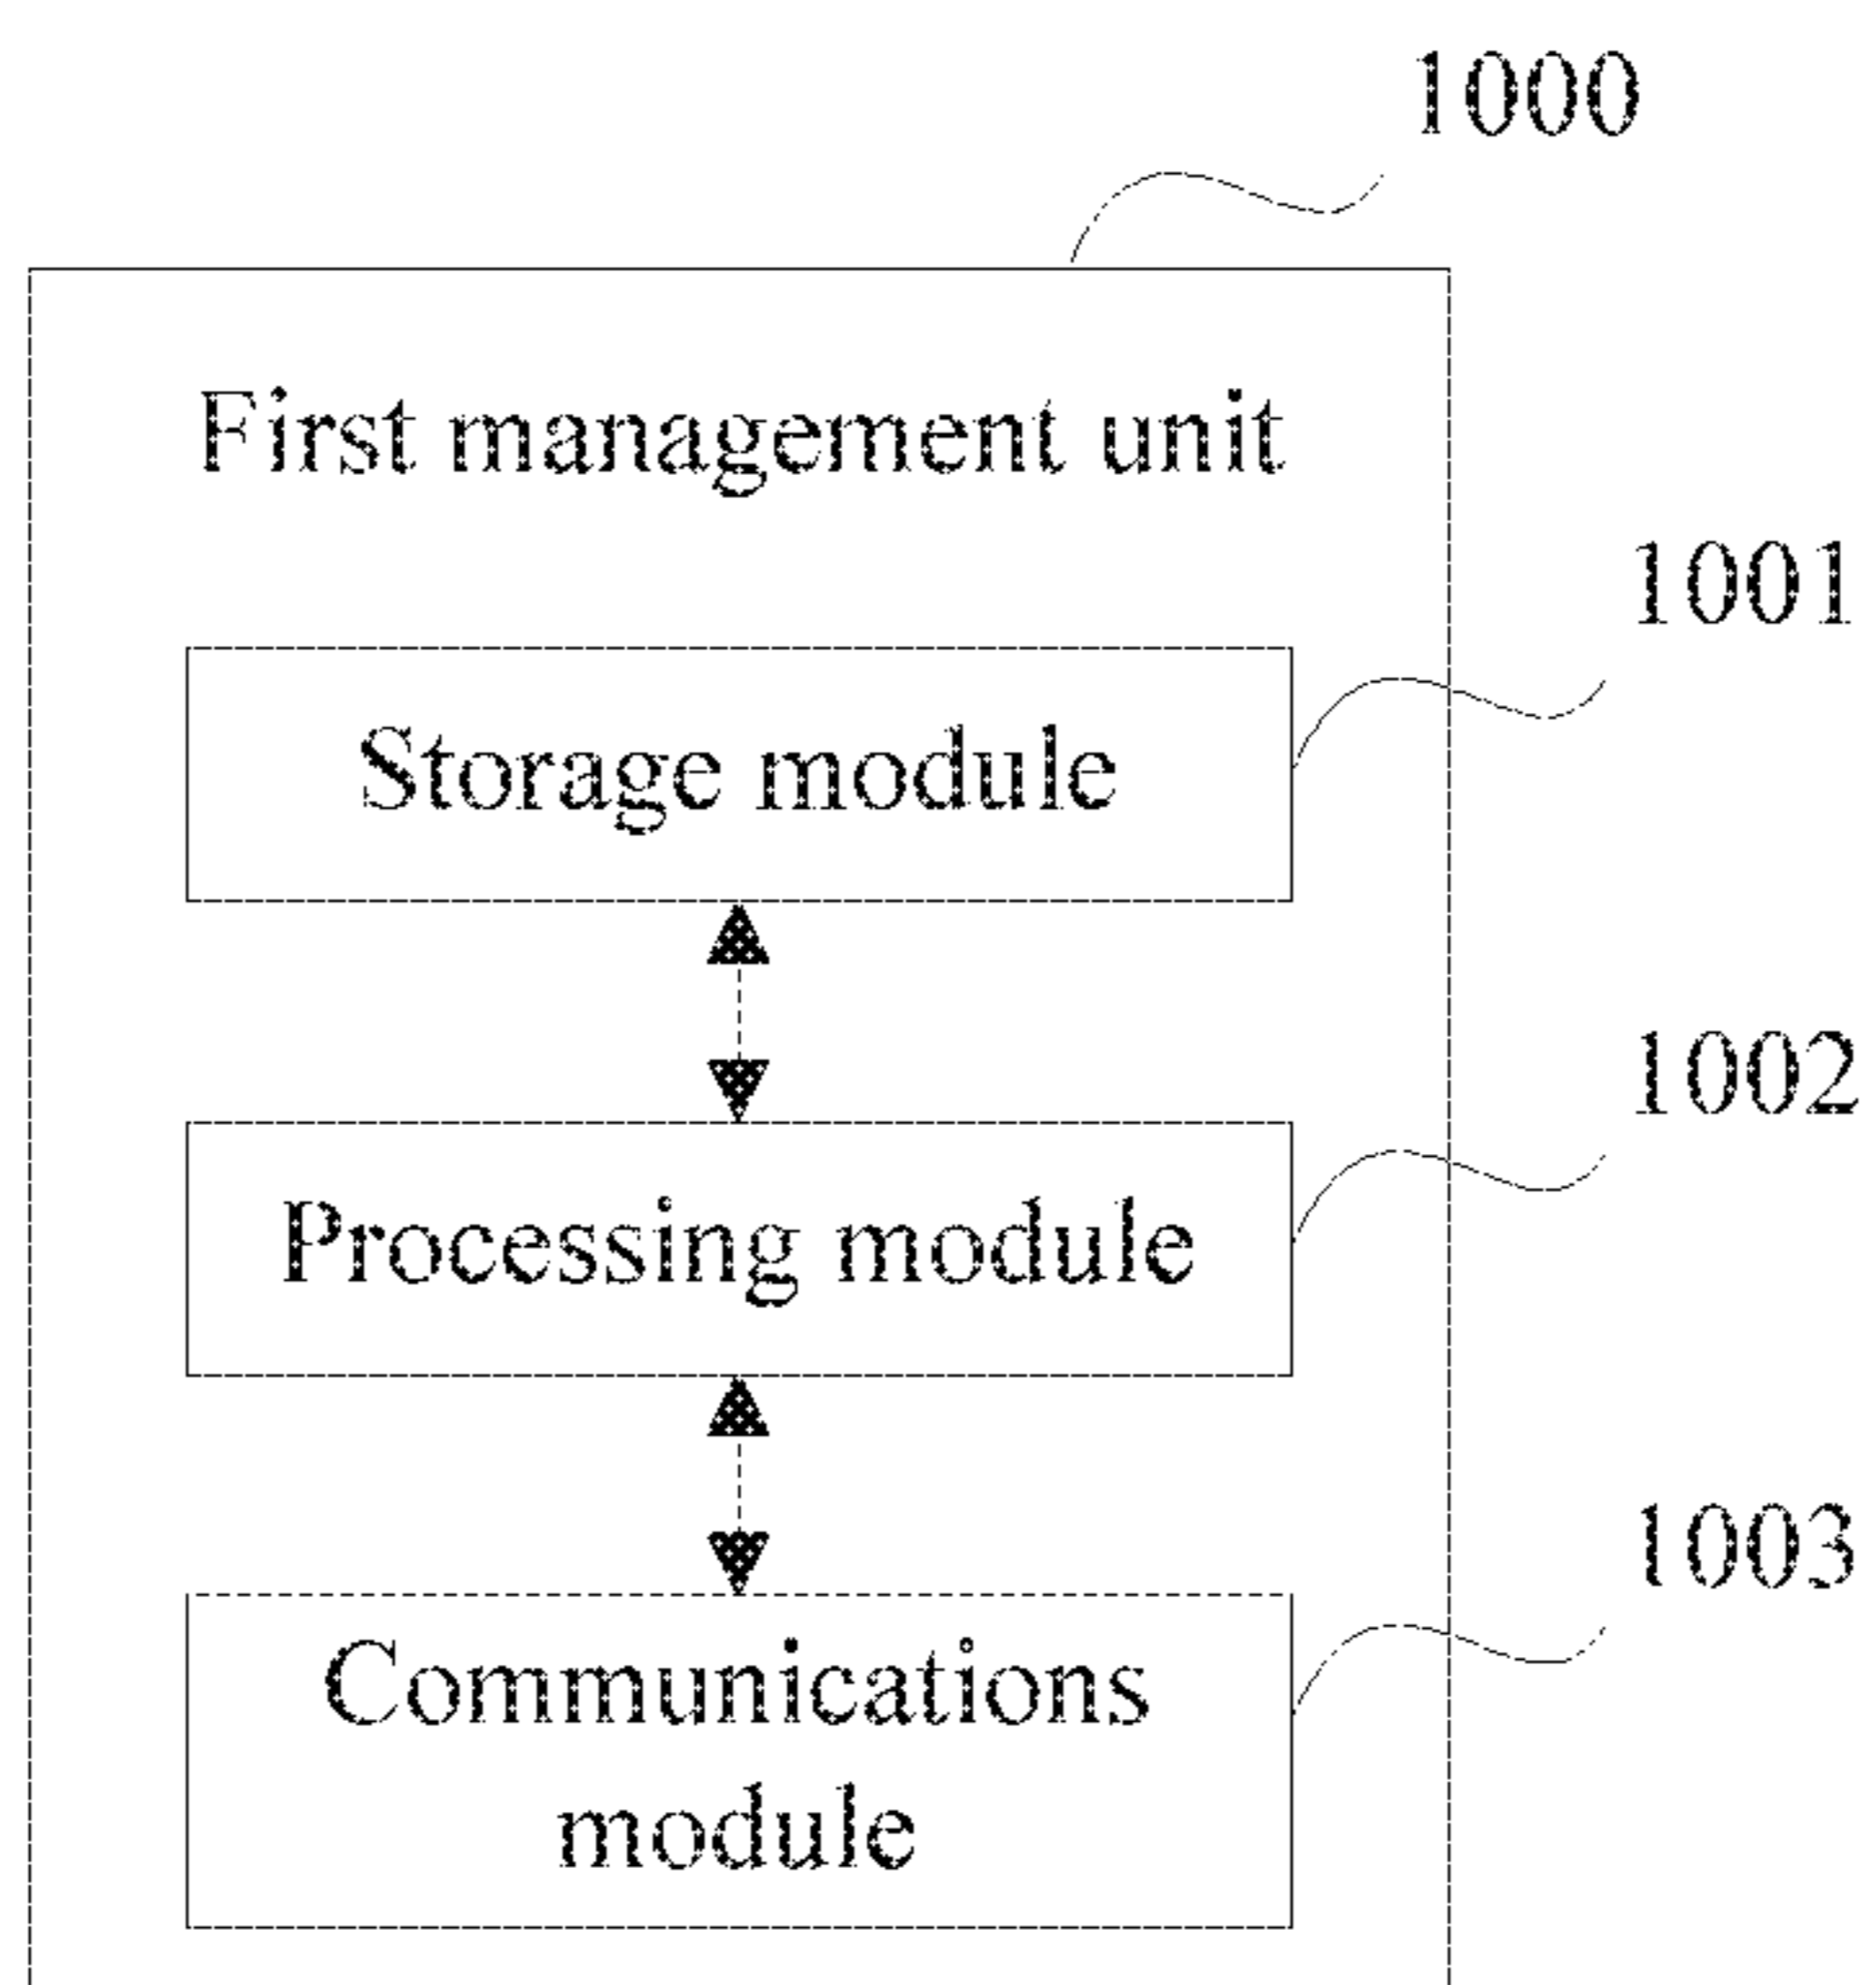 1000
First management unit
1001
Storage module
1002
Processing module
1003
Communications
module